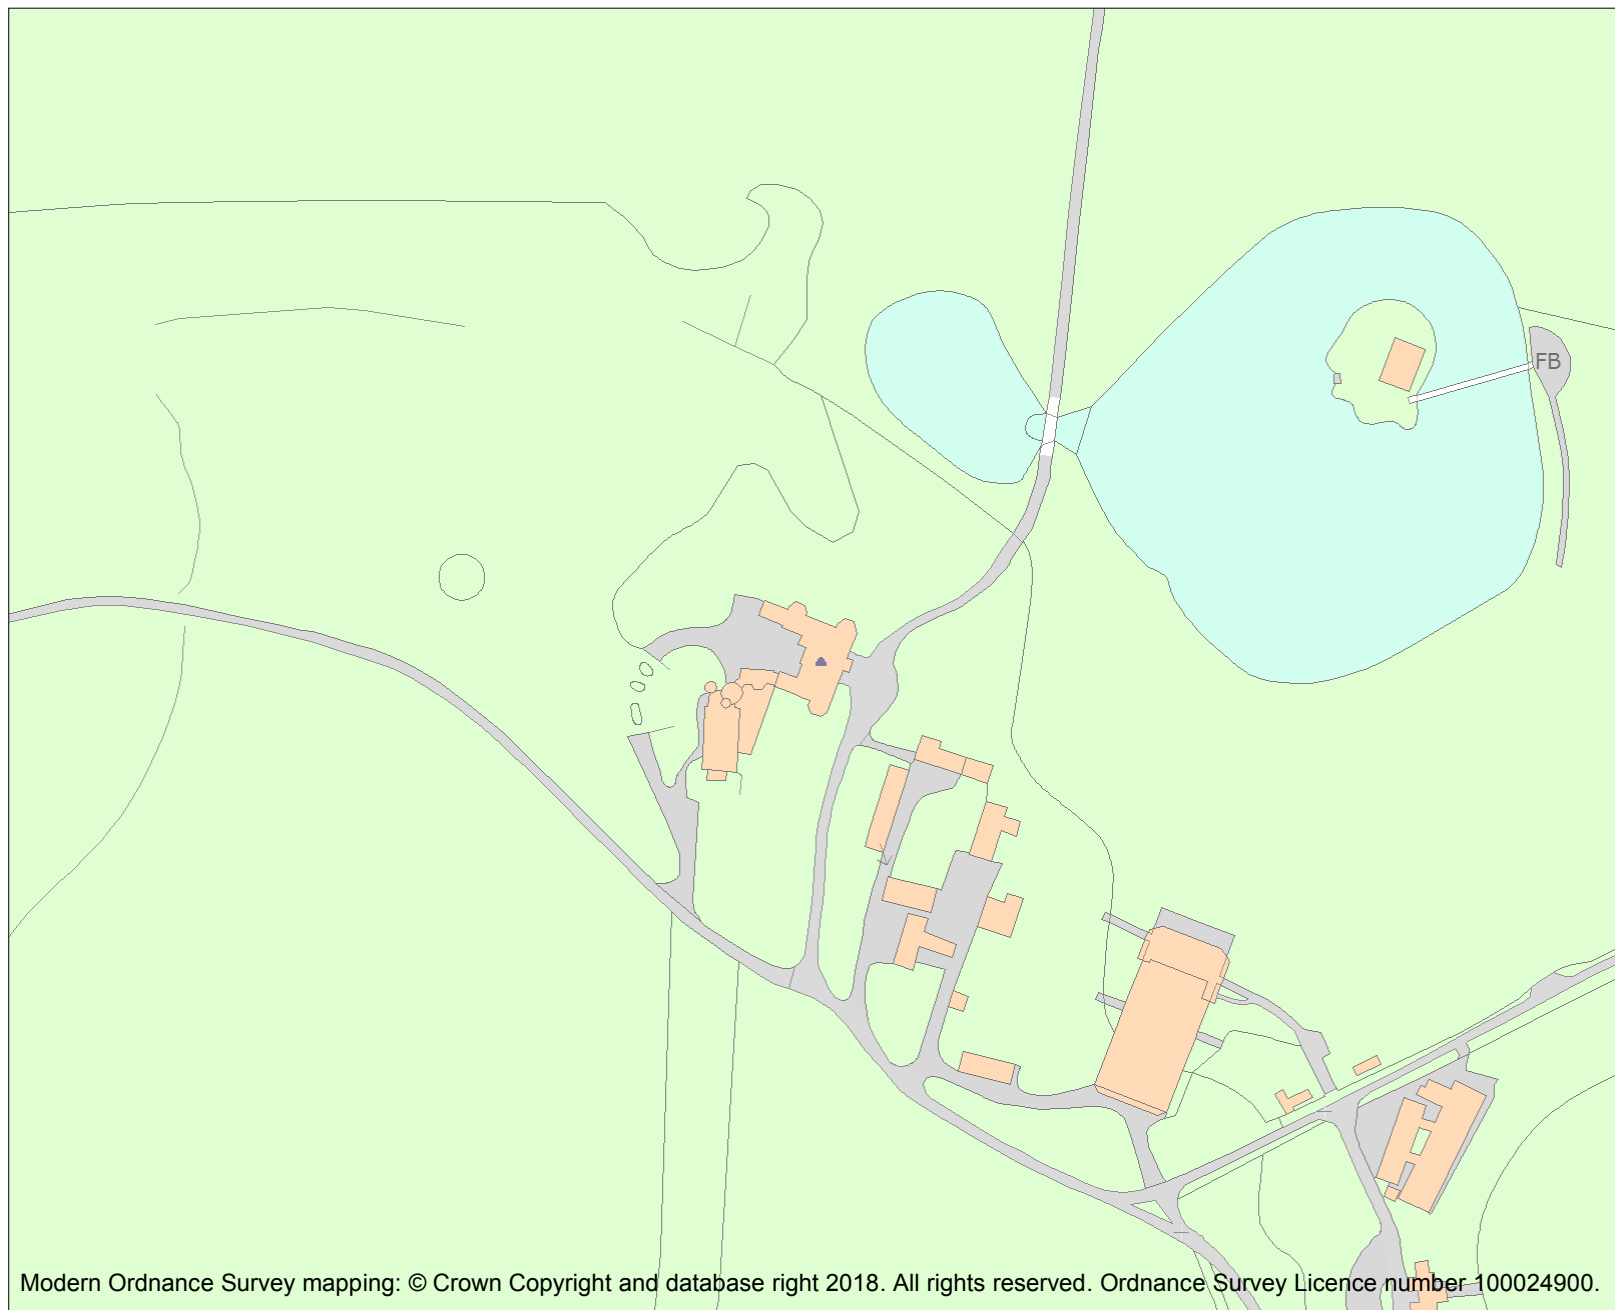 FB
Modern Ordnance Survey mapping: © Crown Copyright and database right 2018. All rights reserved. Ordnance Survey Licence number 100024900.